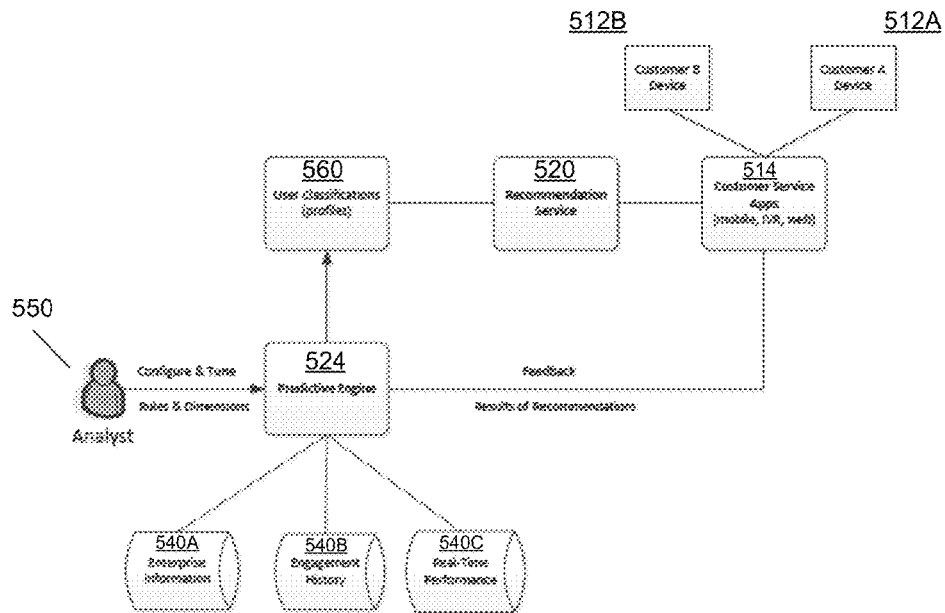 512B
512A
Customer B
Device
Customer A
Device
560
User Classifications
(profiles)
520
Recommendation
Service
514
Customer Service
Apps
(mobile, IVR, web)
550
524
Predictive Engine
Configure & Tune
Rules & Dimensions
Analyst
Feedback
Results of Recommendations
540A
Enterprise
Information
540B
Engagement
History
540C
Real-Time
Performance